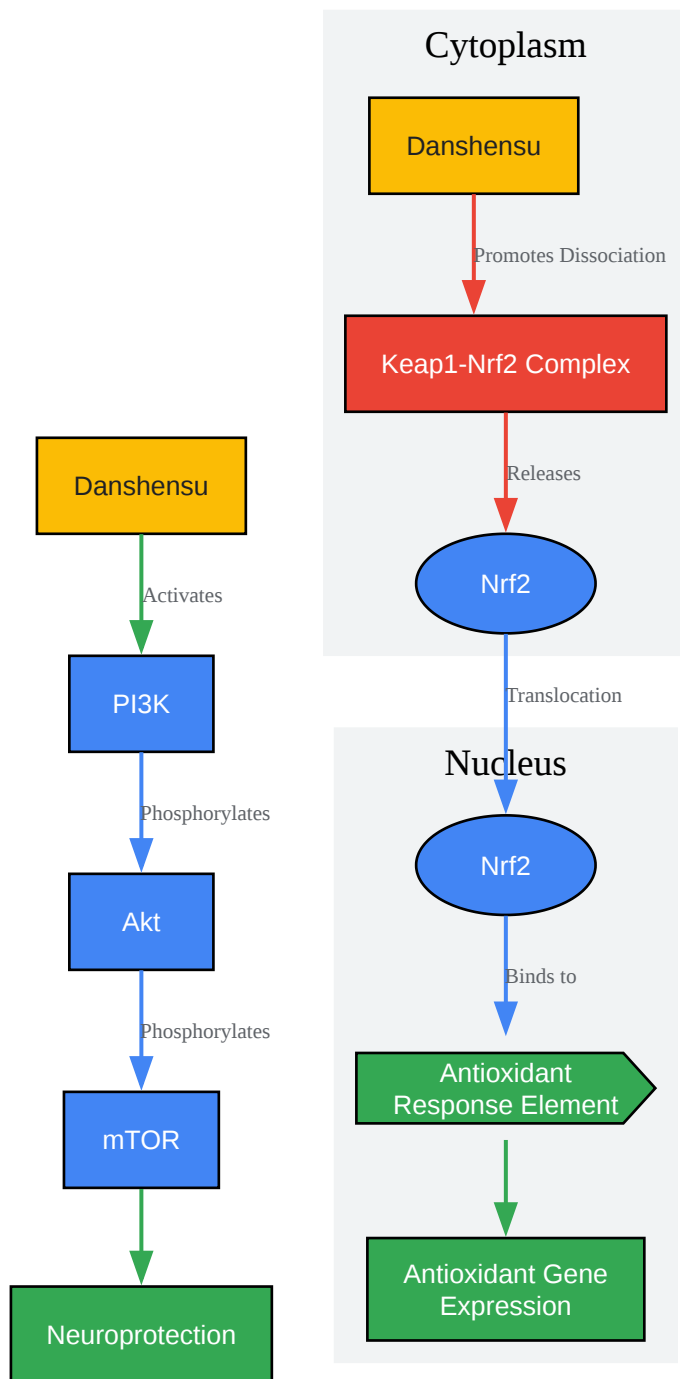 Danshensu
Activates
PI3K
Phosphorylates
Akt
Phosphorylates
mTOR
Neuroprotection
Cytoplasm
Danshensu
Promotes Dissociation
Keap1-Nrf2 Complex
Releases
Nrf2
Translocation
Nucleus
Nrf2
Binds to
Antioxidant
Response Element
Antioxidant Gene
Expression